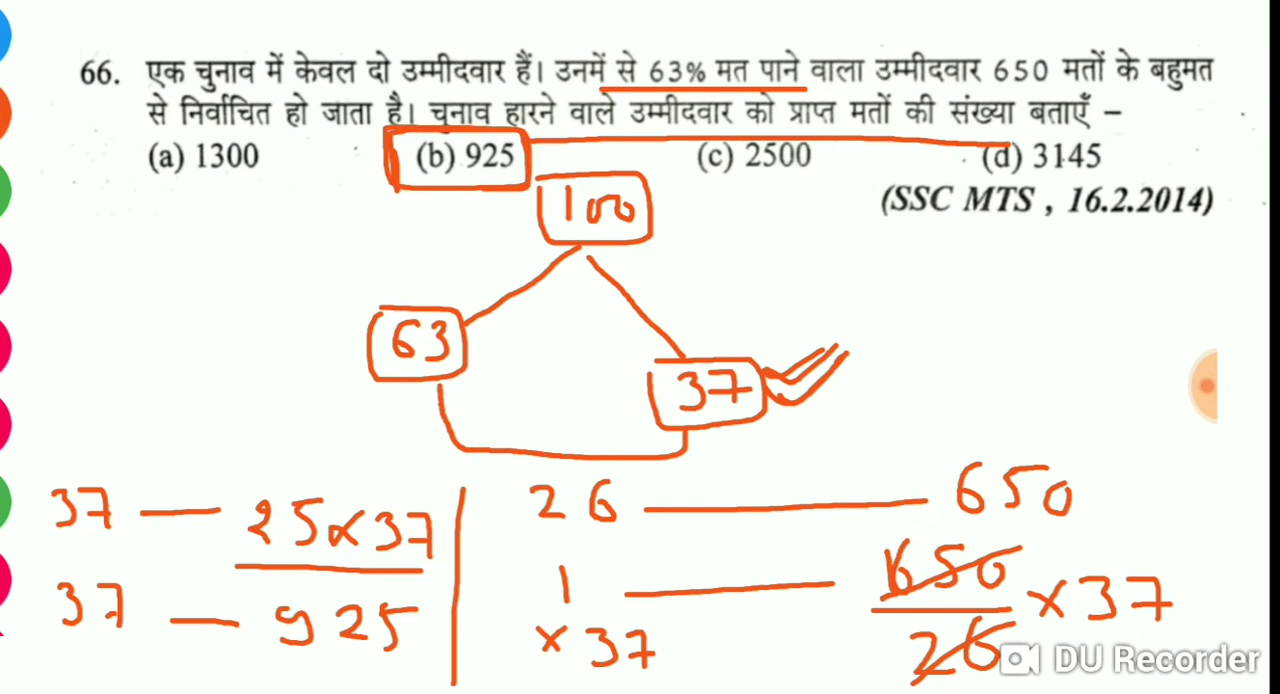 66. एक चुनाव में केवल दो उम्मीदवार हैं। उनमें से 63% मत पाने वाला उम्मीदवार 650 मतों के बहुमत
से निर्वाचित हो जाता है। चुनाव हारने वाले उम्मीदवार को प्राप्त मतों की संख्या बताएँ –
(a) 1300 (b) 925 (c) 2500 (d) 3145
(SSC MTS , 16.2.2014)
100
63
37
37 — 25×37
37 — 925
26 — 650
1 — 650/26 × 37
× 37
DU Recorder